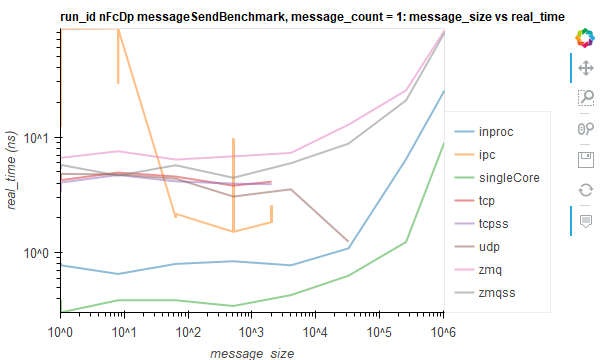 run_id nFcDp messageSendBenchmark, message_count = 1: message_size vs real_time
real_time (ns)
10^1
10^0
10^0
10^1
10^2
10^3
10^4
10^5
10^6
message_size
inproc
ipc
singleCore
tcp
tcpss
udp
zmq
zmqss